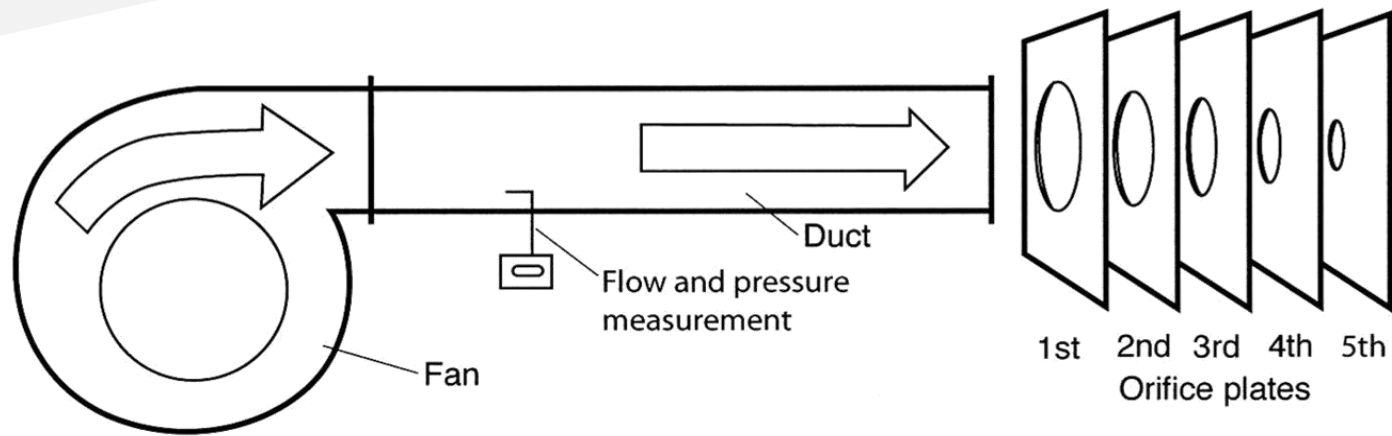 Duct
Flow and pressure
measurement
Fan
1st 2nd 3rd 4th 5th
Orifice plates